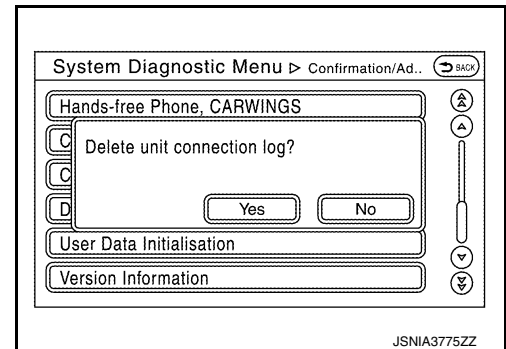 System Diagnostic Menu ▷ Confirmation/Ad.. BACK
Hands-free Phone, CARWINGS
C
Delete unit connection log?
C
D
Yes No
User Data Initialisation
Version Information
JSNIA3775ZZ